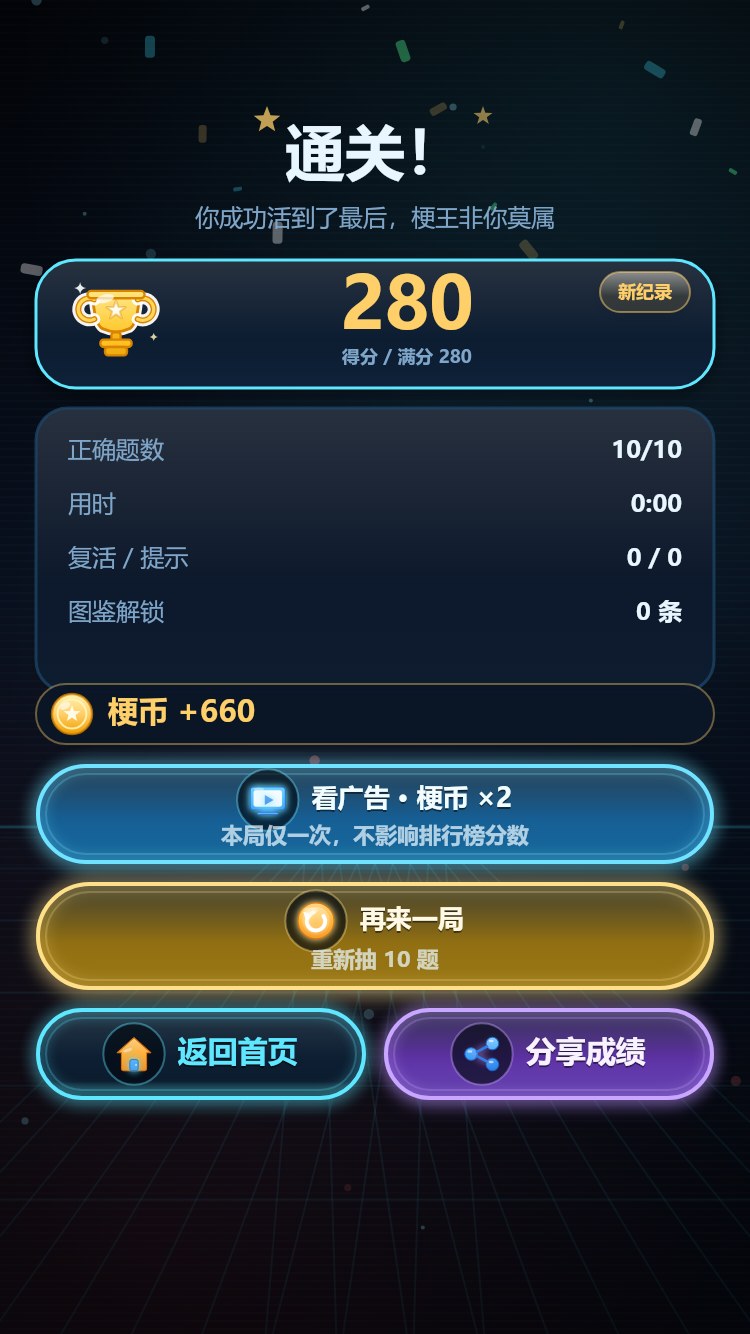 通关!
你成功活到了最后，梗王非你莫属
280
新纪录
得分 / 满分 280
正确题数 10/10
用时 0:00
复活 / 提示 0 / 0
图鉴解锁 0 条
梗币 +660
看广告 · 梗币 ×2
本局仅一次，不影响排行榜分数
再来一局
重新抽 10 题
返回首页 分享成绩